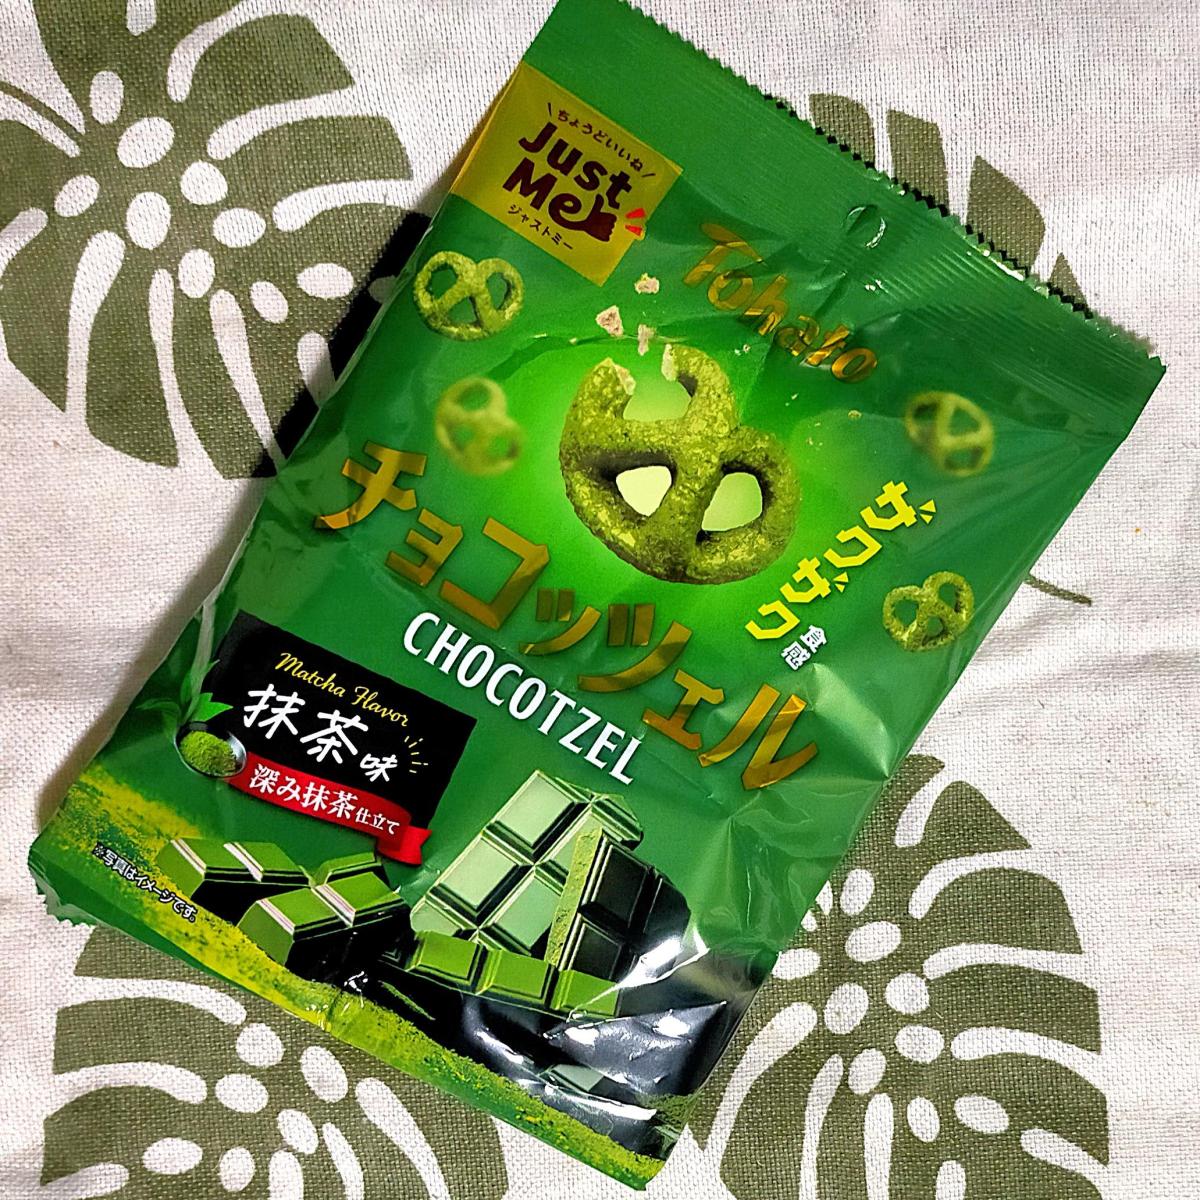 ちょうどいいね
Just
Me
ジャストミー
Tohato
チョコッツェル
CHOCOTZEL
ザクザク食感
Matcha Flavor
抹茶味
深み抹茶仕立て
※写真はイメージです。